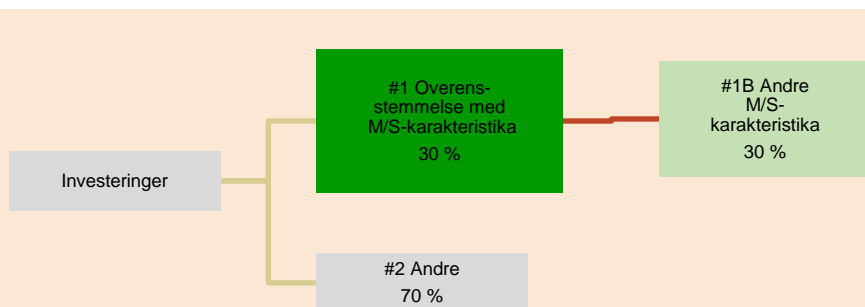 Investeringer
#1 Overens-
stemmelse med
M/S-karakteristika
30 %
#2 Andre
70 %
#1B Andre
M/S-
karakteristika
30 %